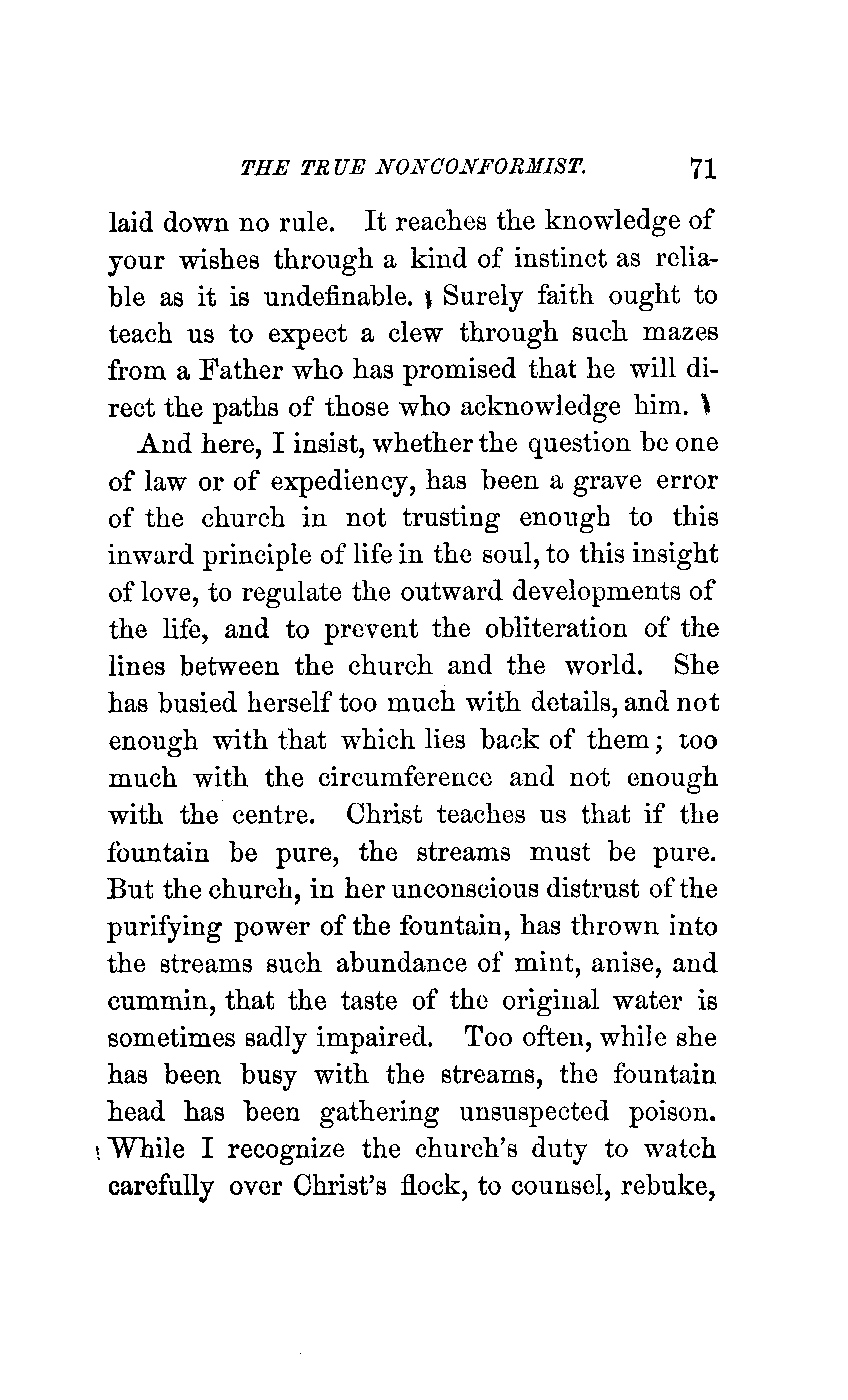 THE TRUE NONCONFORMIST. 71
laid down no rule. It reaches the knowledge of
your wishes through a kind of instinct as relia-
ble as it is undefinable. Surely faith ought to
teach us to expect a clew through such mazes
from a Father who has promised that he will di-
rect the paths of those who acknowledge him.
And here, I insist, whether the question be one
of law or of expediency, has been a grave error
of the church in not trusting enough to this
inward principle of life in the soul, to this insight
of love, to regulate the outward developments of
the life, and to prevent the obliteration of the
lines between the church and the world. She
has busied herself too much with details, and not
enough with that which lies back of them; too
much with the circumference and not enough
with the centre. Christ teaches us that if the
fountain be pure, the streams must be pure.
But the church, in her unconscious distrust of the
purifying power of the fountain, has thrown into
the streams such abundance of mint, anise, and
cummin, that the taste of the original water is
sometimes sadly impaired. Too often, while she
has been busy with the streams, the fountain
head has been gathering unsuspected poison.
While I recognize the church's duty to watch
carefully over Christ's flock, to counsel, rebuke,